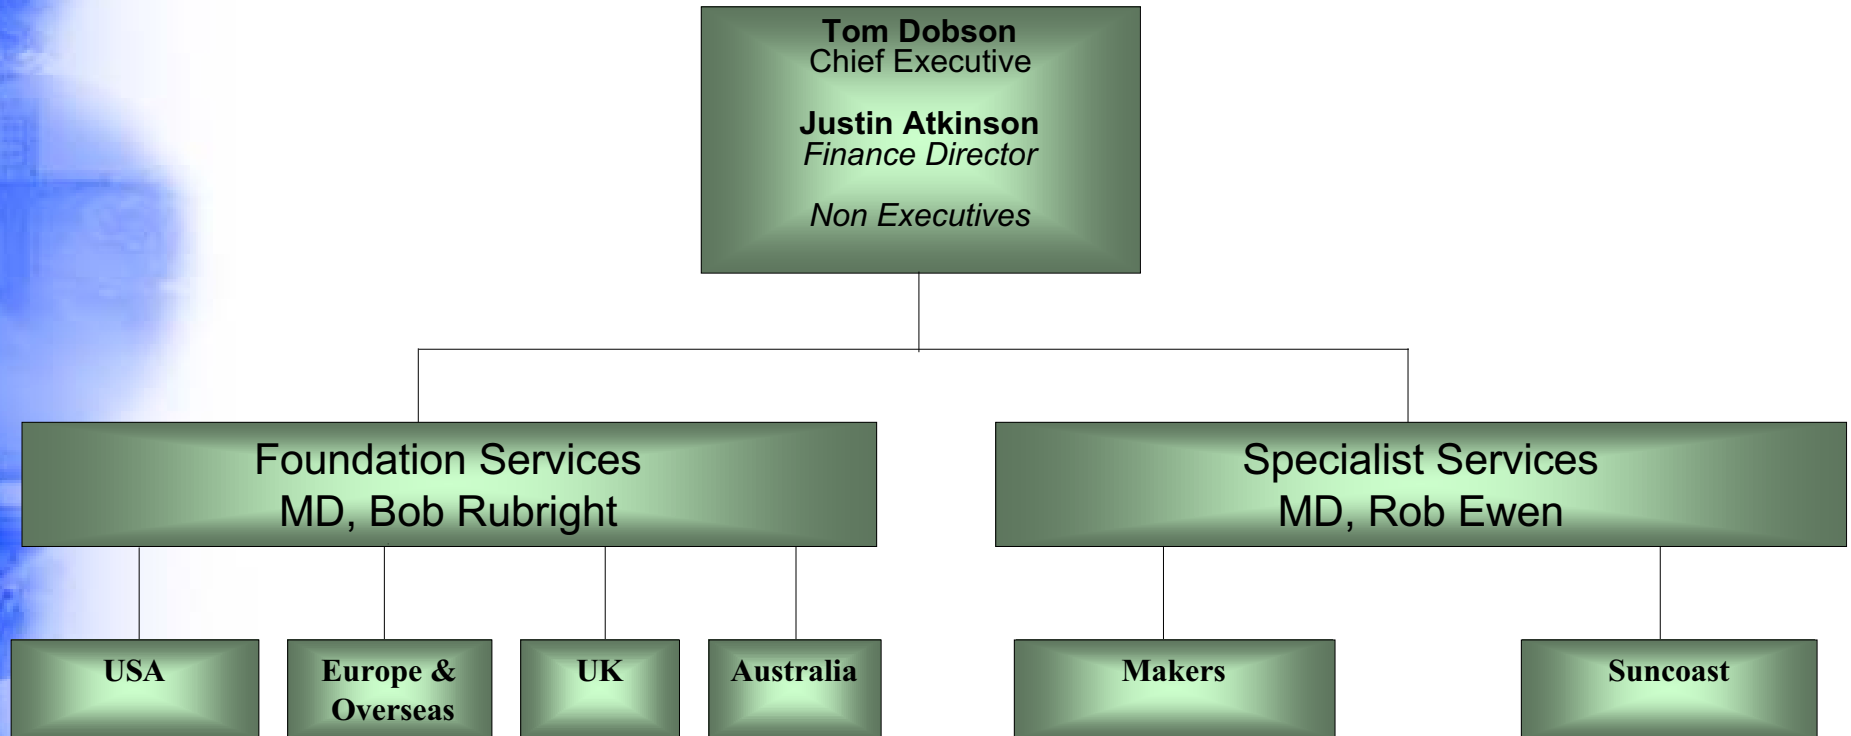 Tom Dobson
Chief Executive
Justin Atkinson
Finance Director
Non Executives
Foundation Services
MD, Bob Rubright
Specialist Services
MD, Rob Ewen
USA
Europe &
Overseas
UK
Australia
Makers
Suncoast